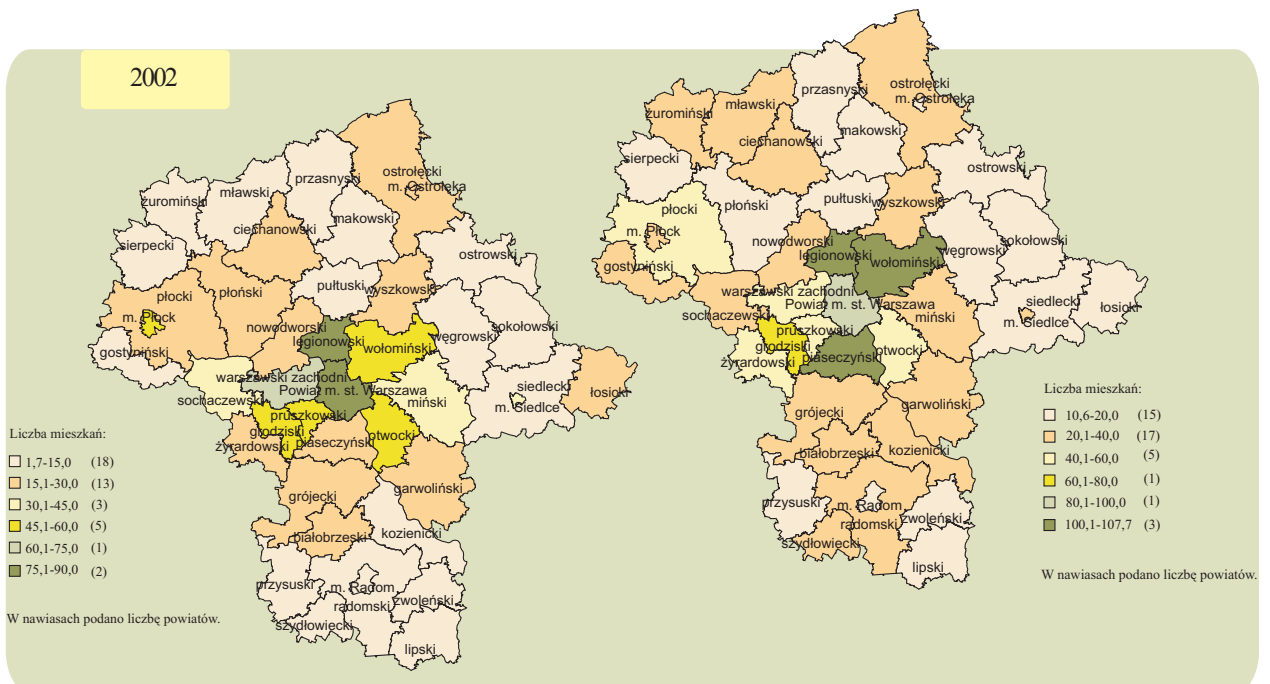 2002
ostrołęcki
m. Ostrołęka
przasnyski
mławski
żuromiński
makowski
ciechanowski
sierpecki
ostrowski
pułtuski
wyszkowski
płocki
płoński
m. Płock
nowodworski
legionowski
wołomiński
węgrowski
sokołowski
gostyniński
warszawski zachodni
Powiat m. st. Warszawa
sochaczewski
miński
siedlecki
m. Siedlce
łosicki
pruszkowski
grodziski
żyrardowski
piaseczyński
otwocki
garwoliński
grójecki
białobrzeski
kozienicki
przysuski
m. Radom
radomski
zwoleński
szydłowiecki
lipski
Liczba mieszkań:
1,7-15,0 (18)
15,1-30,0 (13)
30,1-45,0 (3)
45,1-60,0 (5)
60,1-75,0 (1)
75,1-90,0 (2)
W nawiasach podano liczbę powiatów.
ostrołęcki
m. Ostrołęka
przasnyski
mławski
żuromiński
makowski
ciechanowski
sierpecki
ostrowski
pułtuski
wyszkowski
płocki
płoński
m. Płock
nowodworski
legionowski
wołomiński
węgrowski
sokołowski
gostyniński
warszawski zachodni
Powiat m. st. Warszawa
sochaczewski
miński
siedlecki
m. Siedlce
łosicki
pruszkowski
grodziski
żyrardowski
piaseczyński
otwocki
garwoliński
grójecki
białobrzeski
kozienicki
przysuski
m. Radom
radomski
zwoleński
szydłowiecki
lipski
Liczba mieszkań:
10,6-20,0 (15)
20,1-40,0 (17)
40,1-60,0 (5)
60,1-80,0 (1)
80,1-100,0 (1)
100,1-107,7 (3)
W nawiasach podano liczbę powiatów.